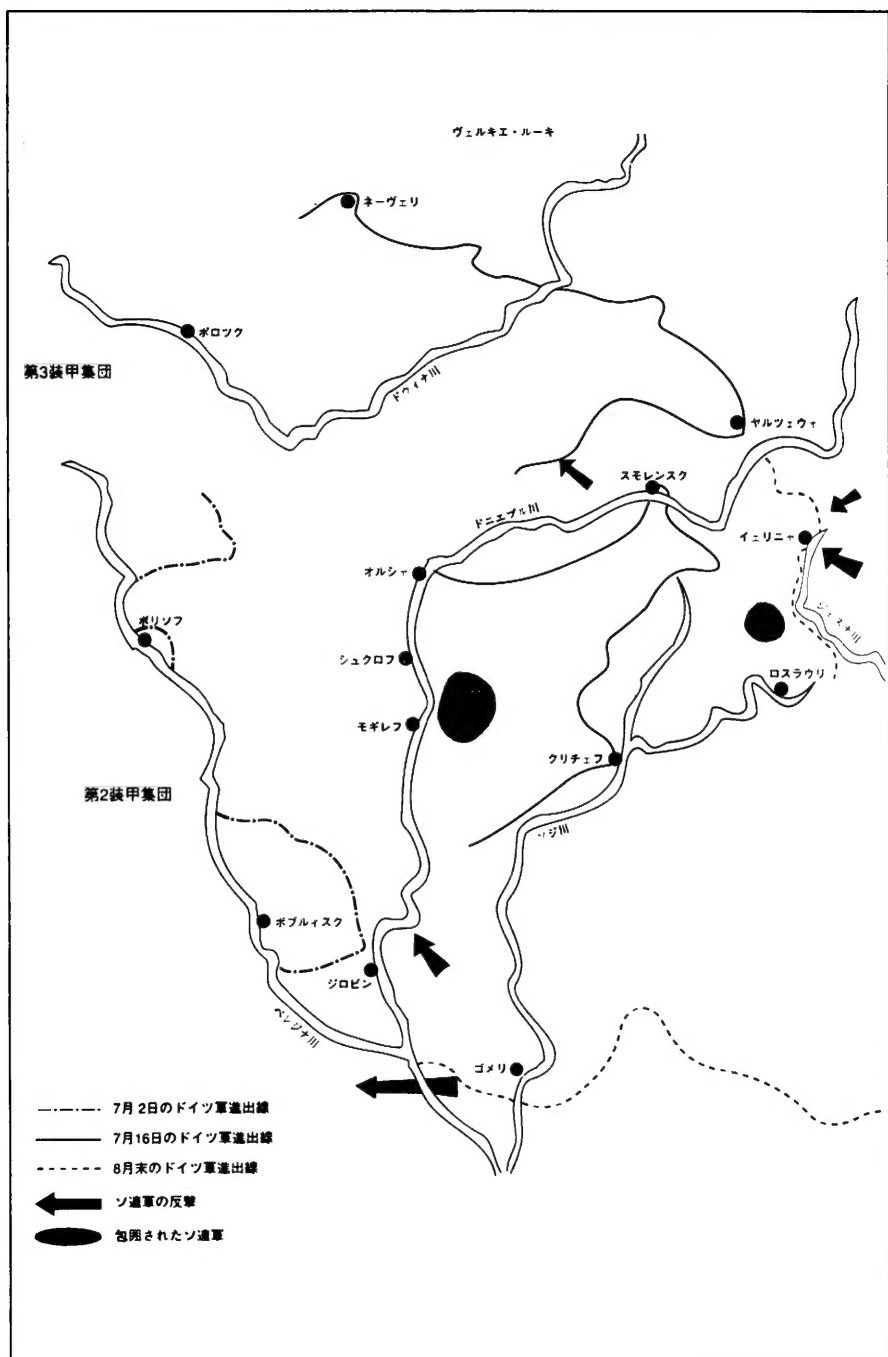 ヴェルキエ・ルーキ
ネーヴェリ
ポロツク
第3装甲集団
ドウィナ川
ヤルツェヴァ
スモレンスク
ドニエプル川
イェリニャ
オルシャ
ボリソフ
シュクロフ
ジェスナ川
ロスラウリ
モギレフ
クリチェフ
第2装甲集団
ソジ川
ボブルィスク
ジロビン
ベレジナ川
ゴメリ
7月2日のドイツ軍進出線
7月16日のドイツ軍進出線
8月末のドイツ軍進出線
ソ連軍の反撃
包囲されたソ連軍